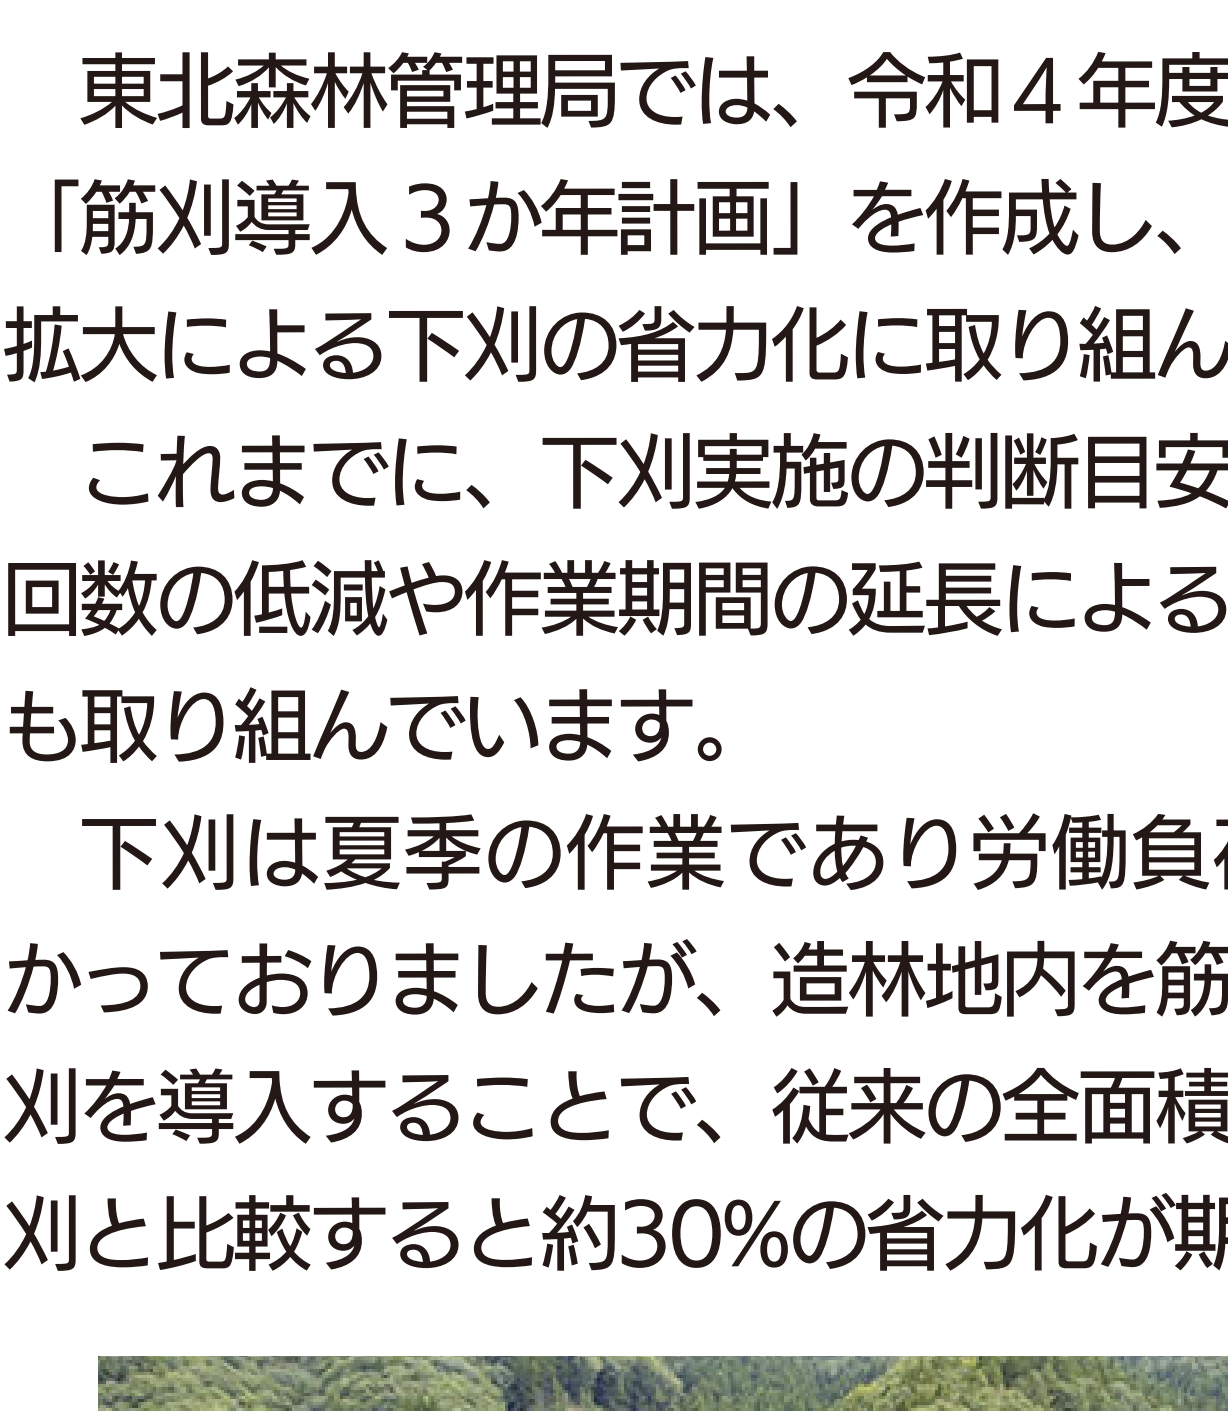 東北森林管理局では、令和４年度
「筋刈導入３か年計画」を作成し、
拡大による下刈の省力化に取り組ん
これまでに、下刈実施の判断目安
回数の低減や作業期間の延長による
も取り組んでいます。
下刈は夏季の作業であり労働負
かっておりましたが、造林地内を筋
刈を導入することで、従来の全面積
刈と比較すると約30%の省力化が期